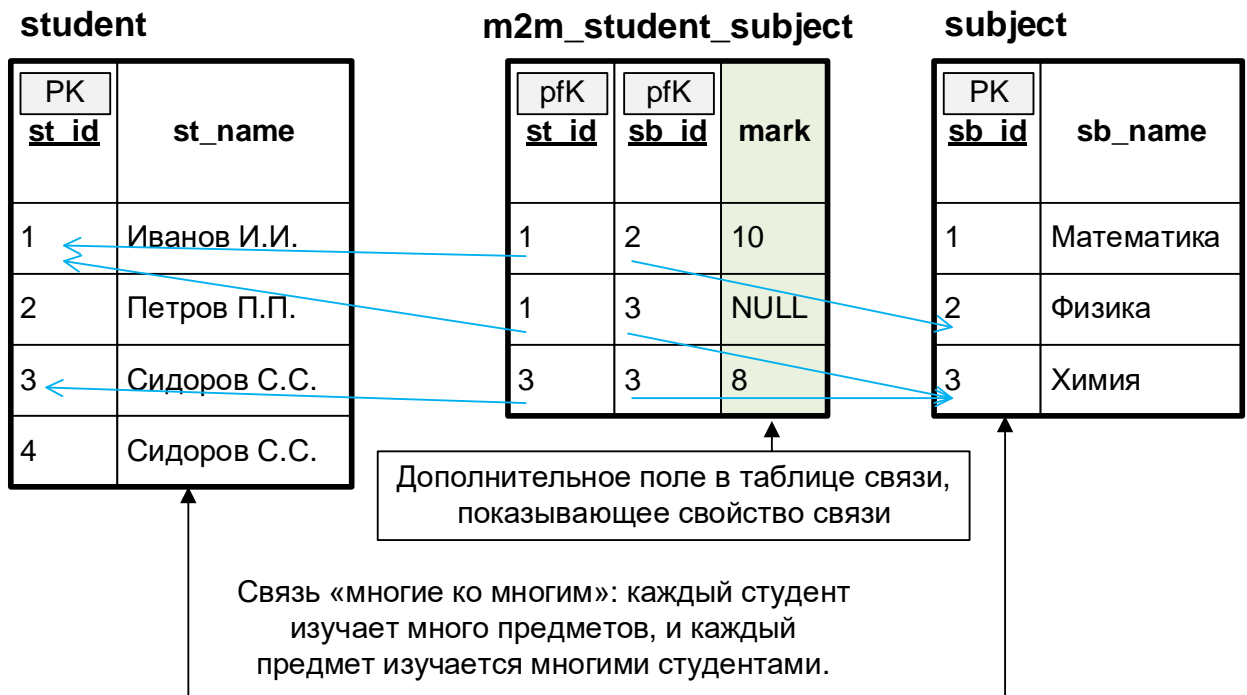 student
PK
st_id st_name
1 Иванов И.И.
2 Петров П.П.
3 Сидоров С.С.
4 Сидоров С.С.
m2m_student_subject
pfK pfK
st_id sb_id mark
1 2 10
1 3 NULL
3 3 8
subject
PK
sb_id sb_name
1 Математика
2 Физика
3 Химия
Дополнительное поле в таблице связи,
показывающее свойство связи
Связь «многие ко многим»: каждый студент
изучает много предметов, и каждый
предмет изучается многими студентами.